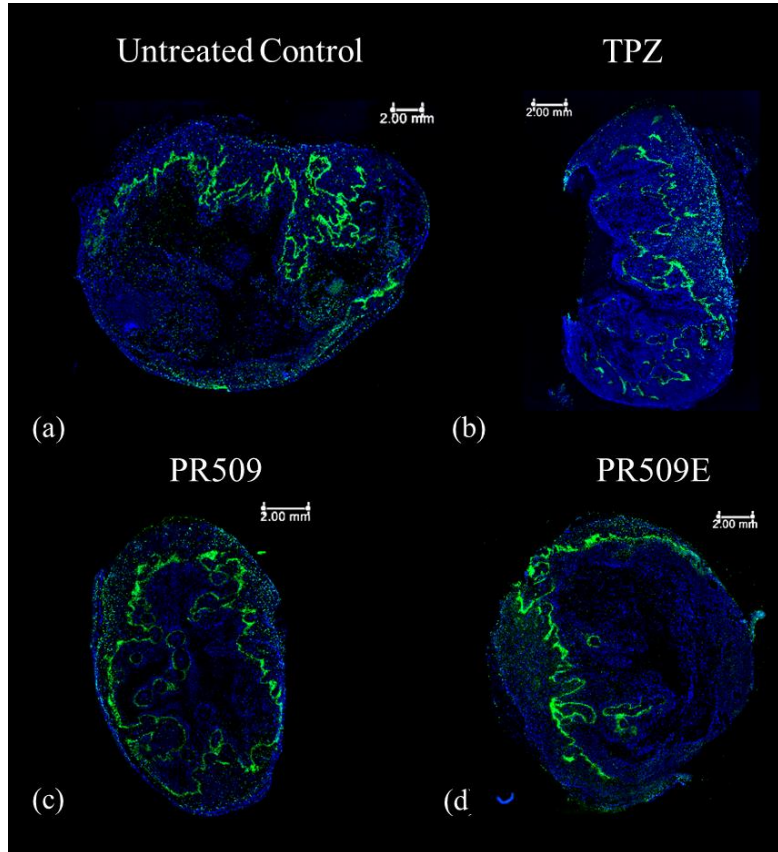 Untreated Control
TPZ
2.00 mm
2.00 mm
(a)
(b)
PR509
PR509E
2.00 mm
2.00 mm
(c)
(d)